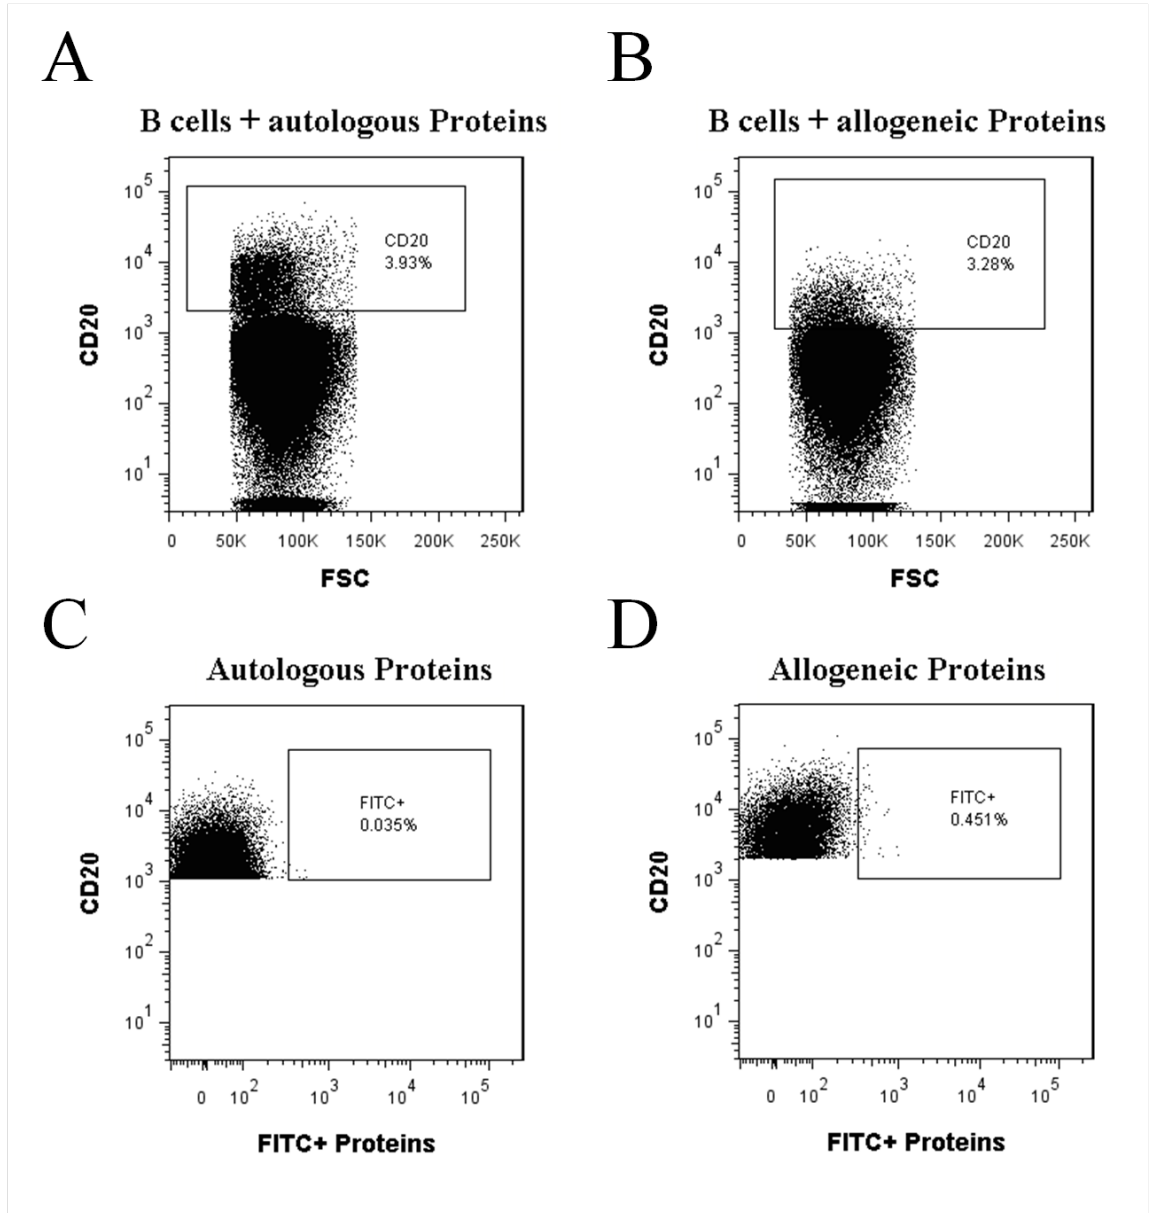 A
B
B cells + autologous Proteins
B cells + allogeneic Proteins
10^5
10^4
10^3
10^2
10^1
CD20
CD20
3.93%
0 50K 100K 150K 200K 250K
FSC
10^5
10^4
10^3
10^2
10^1
CD20
CD20
3.28%
0 50K 100K 150K 200K 250K
FSC
C
D
Autologous Proteins
Allogeneic Proteins
10^5
10^4
10^3
10^2
10^1
CD20
FITC+
0.035%
0 10^2 10^3 10^4 10^5
FITC+ Proteins
10^5
10^4
10^3
10^2
10^1
CD20
FITC+
0.451%
0 10^2 10^3 10^4 10^5
FITC+ Proteins